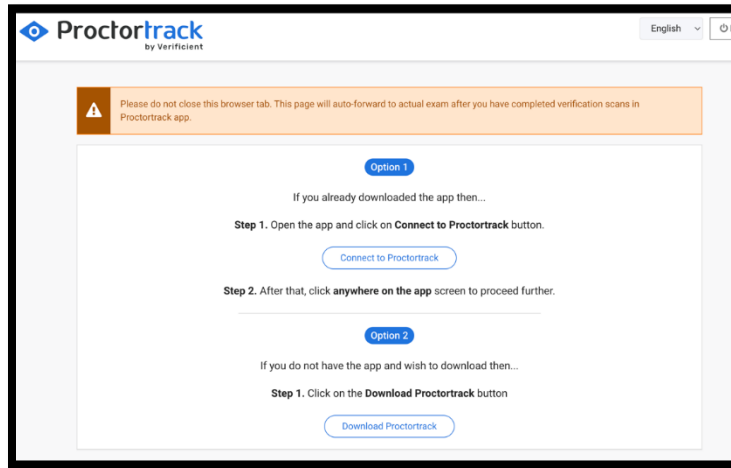 Proctortrack
by Verificient
English
Please do not close this browser tab. This page will auto-forward to actual exam after you have completed verification scans in
Proctortrack app.
Option 1
If you already downloaded the app then...
Step 1. Open the app and click on Connect to Proctortrack button.
Connect to Proctortrack
Step 2. After that, click anywhere on the app screen to proceed further.
Option 2
If you do not have the app and wish to download then...
Step 1. Click on the Download Proctortrack button
Download Proctortrack